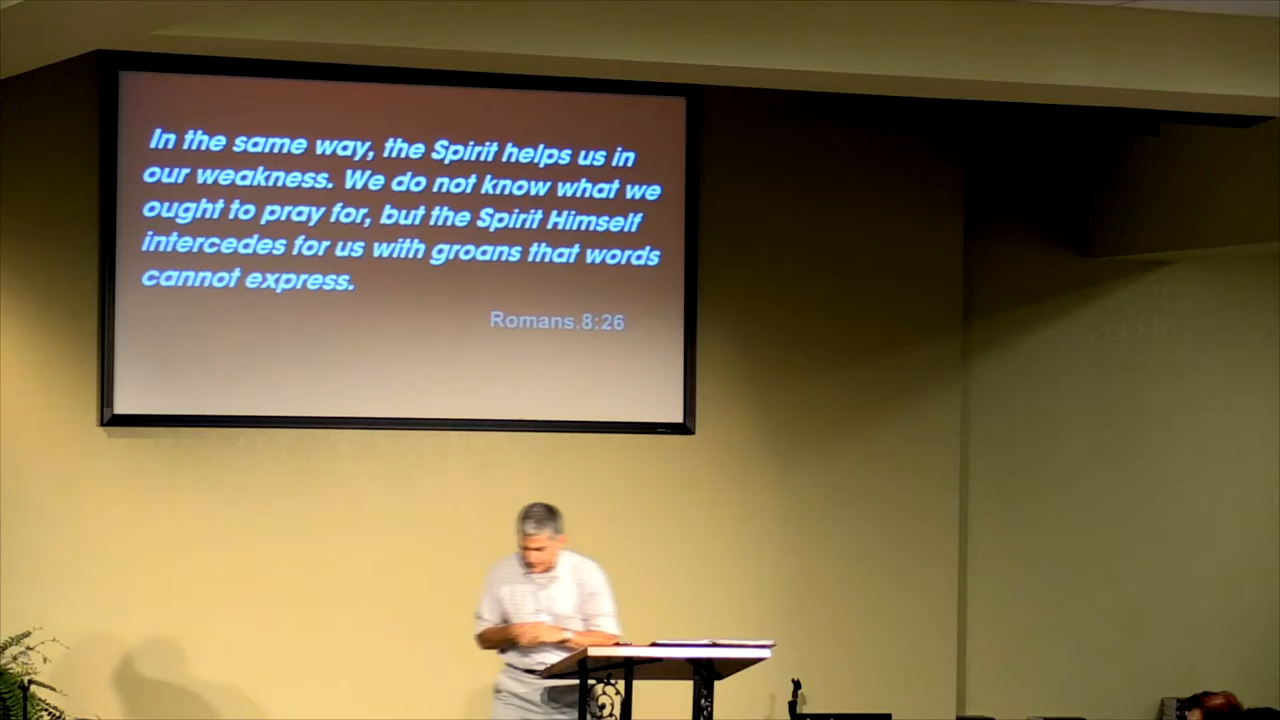 In the same way, the Spirit helps us in
our weakness. We do not know what we
ought to pray for, but the Spirit Himself
intercedes for us with groans that words
cannot express.
Romans.8:26